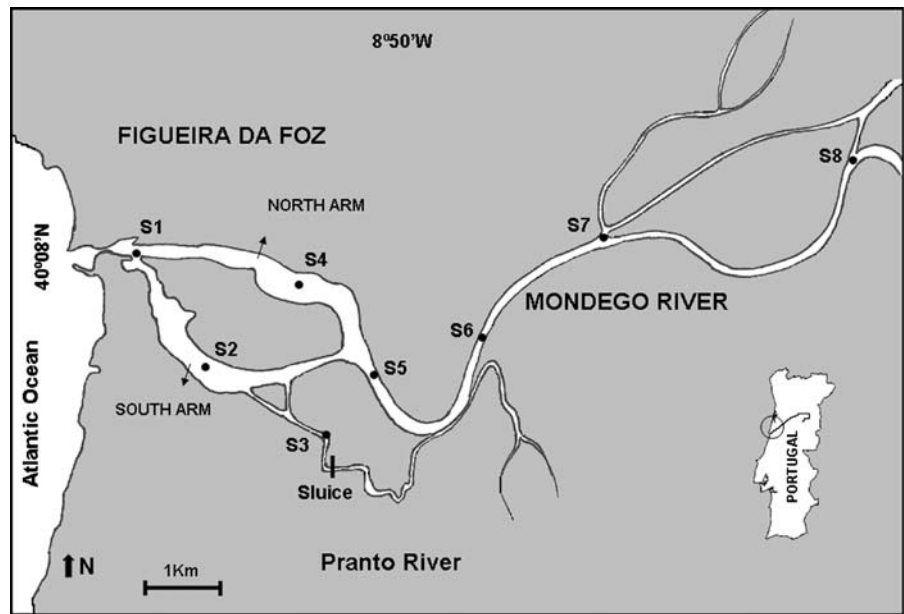 8º50'W
FIGUEIRA DA FOZ
NORTH ARM
S1
S4
S8
S7
40º08'N
MONDEGO RIVER
S6
S2
S5
SOUTH ARM
S3
Sluice
Atlantic Ocean
PORTUGAL
N
1Km
Pranto River